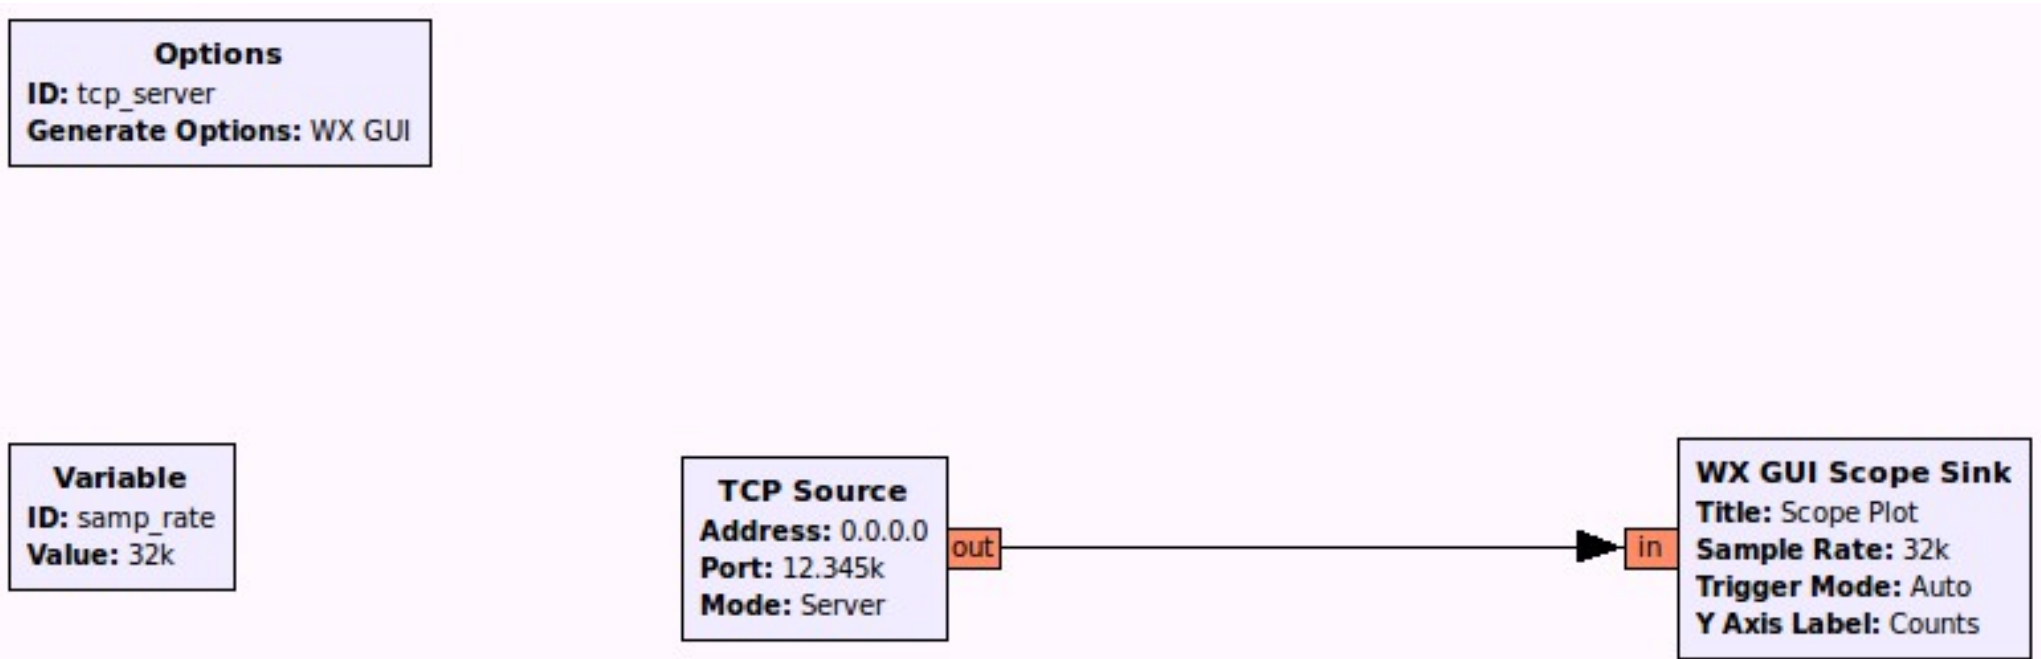 Options
ID: tcp_server
Generate Options: WX GUI
Variable
ID: samp_rate
Value: 32k
TCP Source
Address: 0.0.0.0
Port: 12.345k
Mode: Server
out
in
WX GUI Scope Sink
Title: Scope Plot
Sample Rate: 32k
Trigger Mode: Auto
Y Axis Label: Counts